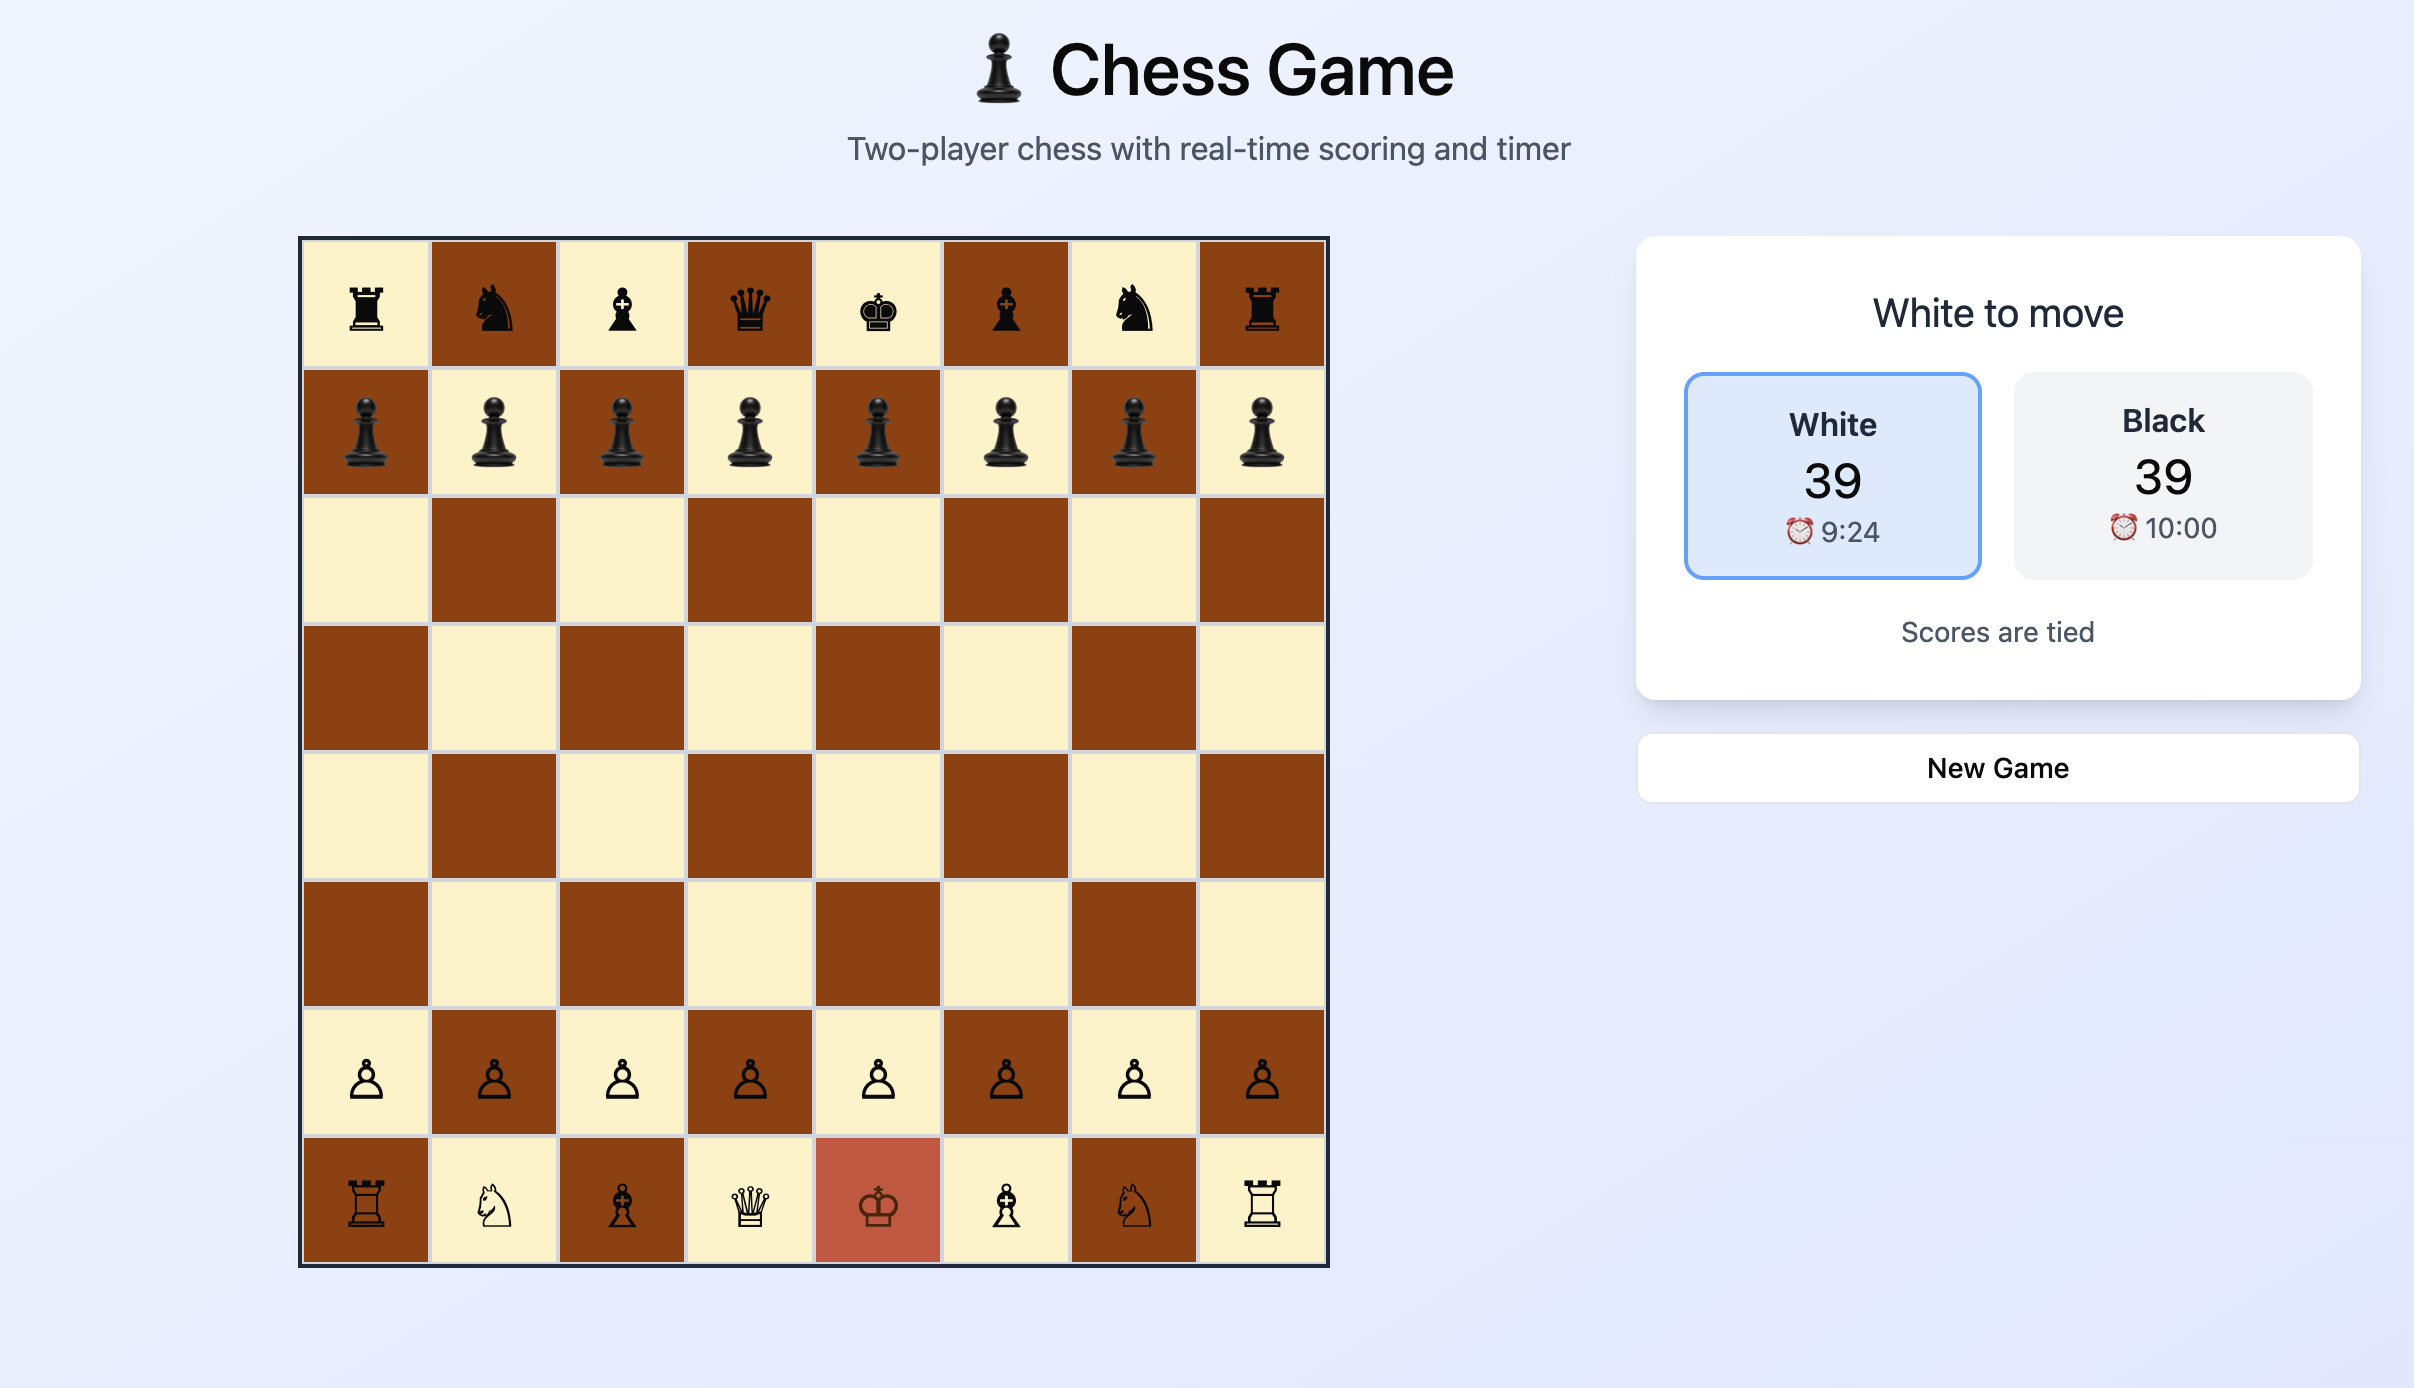 Chess Game
Two-player chess with real-time scoring and timer
White to move
White
39
9:24
Black
39
10:00
Scores are tied
New Game